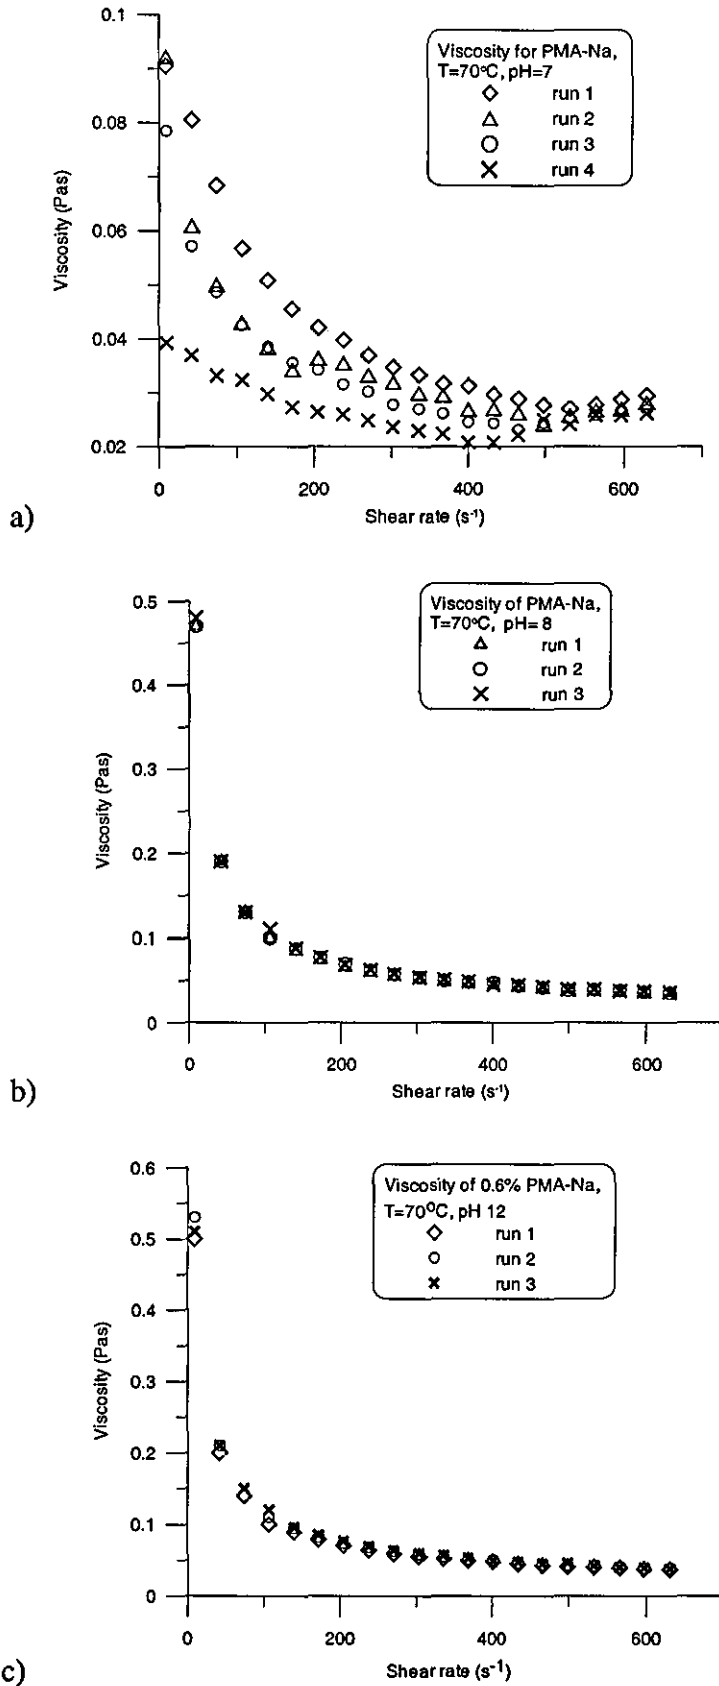 0.1
Viscosity for PMA-Na,
T=70°C, pH=7
run 1
run 2
run 3
run 4
0.08
0.06
0.04
0.02
Viscosity (Pas)
0
200
400
600
Shear rate (s⁻¹)
a)
0.5
Viscosity of PMA-Na,
T=70°C, pH= 8
run 1
run 2
run 3
0.4
0.3
0.2
0.1
0
Viscosity (Pas)
0
200
400
600
Shear rate (s⁻¹)
b)
0.6
Viscosity of 0.6% PMA-Na,
T=70⁰C, pH 12
run 1
run 2
run 3
0.5
0.4
0.3
0.2
0.1
0
Viscosity (Pas)
0
200
400
600
Shear rate (s⁻¹)
c)